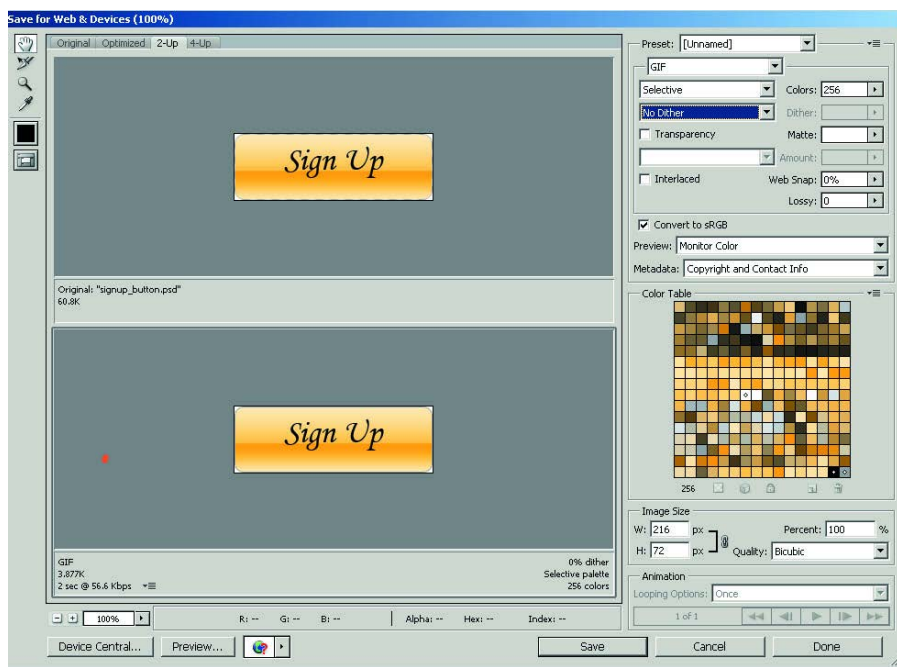 Save for Web & Devices (100%)
Original Optimized 2-Up 4-Up
Sign Up
Original: "signup_button.psd"
60.8K
Sign Up
GIF
3.877K
2 sec @ 56.6 Kbps
0% dither
Selective palette
256 colors
100%
R: -- G: -- B: -- Alpha: -- Hex: -- Index: --
Device Central... Preview... Save Cancel Done
Preset: [Unnamed]
GIF
Selective Colors: 256
No Dither Dither:
Transparency Matte:
Amount:
Interlaced Web Snap: 0%
Lossy: 0
Convert to sRGB
Preview: Monitor Color
Metadata: Copyright and Contact Info
Color Table
256
Image Size
W: 216 px Percent: 100 %
H: 72 px Quality: Bicubic
Animation
Looping Options: Once
1 of 1